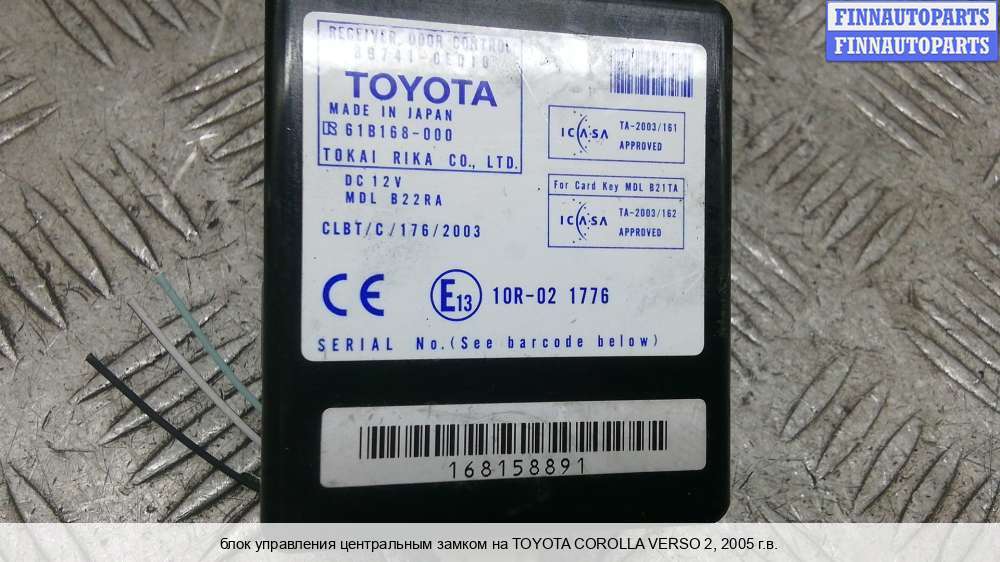 FINNAUTOPARTS
FINNAUTOPARTS
RECEIVER, DOOR CONTROL
TOYOTA
MADE IN JAPAN
61B168-000
TOKAI RIKA CO., LTD.
DC 12V
MDL B22RA
CLBT/C/176/2003
ICASA TA-2003/161
APPROVED
For Card Key MDL B21TA
ICASA TA-2003/162
APPROVED
CE E13 10R-02 1776
SERIAL No.(See barcode below)
168158891
блок управления центральным замком на TOYOTA COROLLA VERSO 2, 2005 г.в.